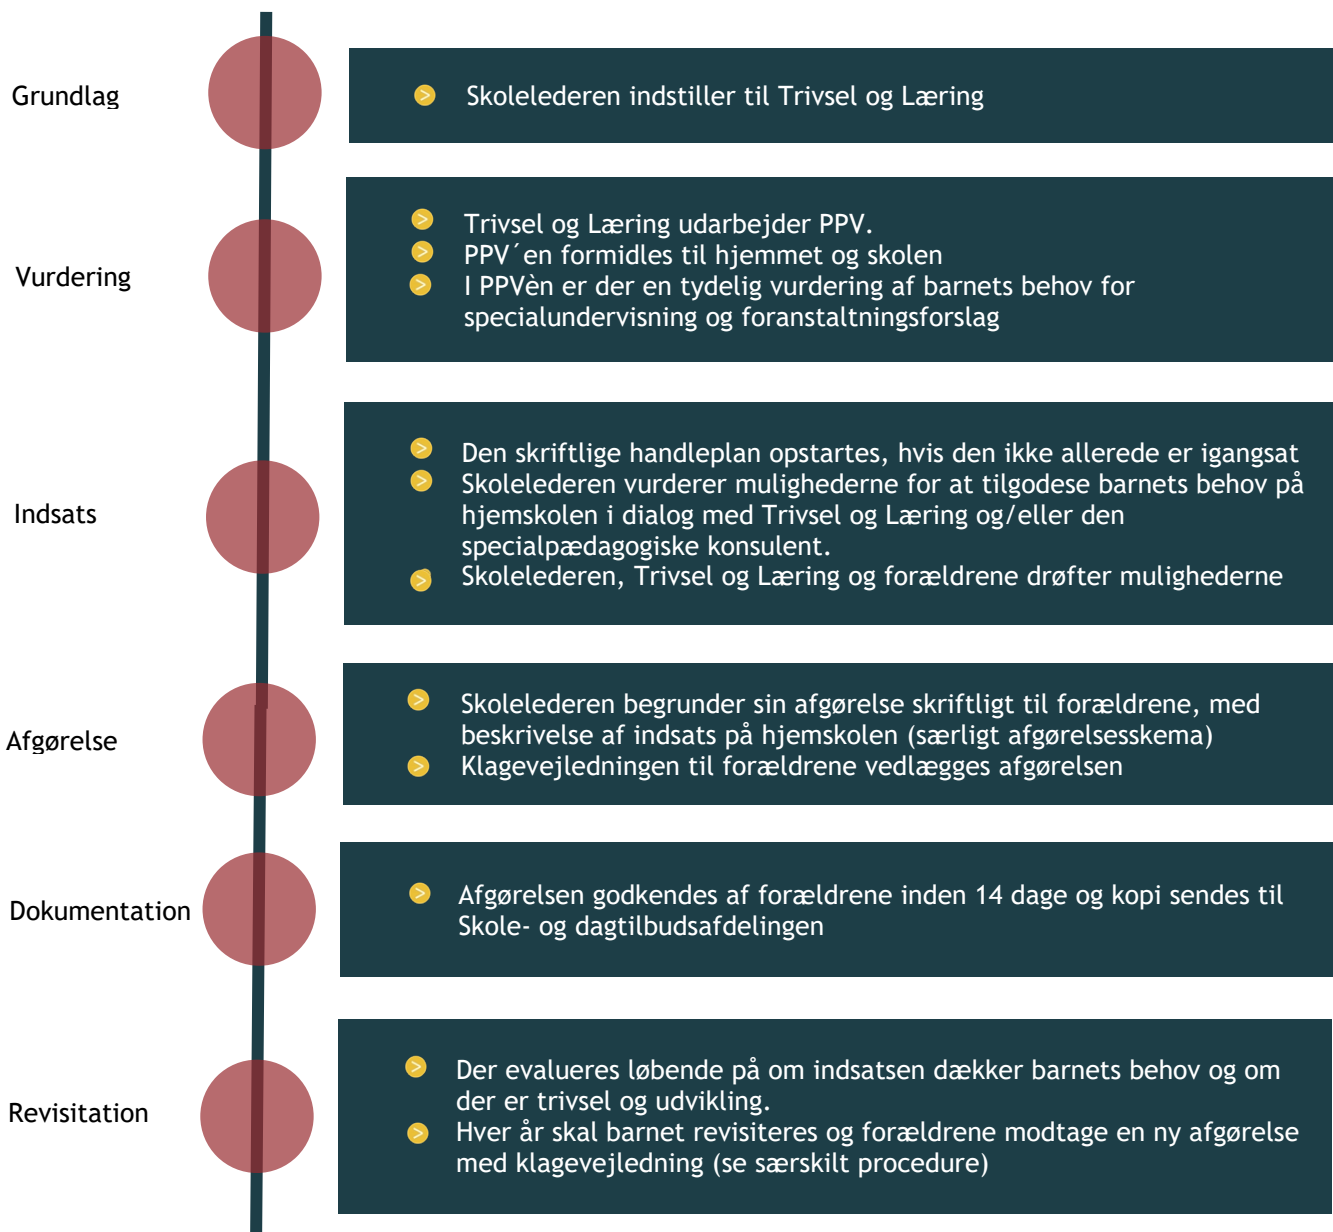 Grundlag
Skolelederen indstiller til Trivsel og Læring
Vurdering
Trivsel og Læring udarbejder PPV.
PPV´en formidles til hjemmet og skolen
I PPVèn er der en tydelig vurdering af barnets behov for
specialundervisning og foranstaltningsforslag
Indsats
Den skriftlige handleplan opstartes, hvis den ikke allerede er igangsat
Skolelederen vurderer mulighederne for at tilgodese barnets behov på
hjemskolen i dialog med Trivsel og Læring og/eller den
specialpædagogiske konsulent.
Skolelederen, Trivsel og Læring og forældrene drøfter mulighederne
Afgørelse
Skolelederen begrunder sin afgørelse skriftligt til forældrene, med
beskrivelse af indsats på hjemskolen (særligt afgørelsesskema)
Klagevejledningen til forældrene vedlægges afgørelsen
Dokumentation
Afgørelsen godkendes af forældrene inden 14 dage og kopi sendes til
Skole- og dagtilbudsafdelingen
Revisitation
Der evalueres løbende på om indsatsen dækker barnets behov og om
der er trivsel og udvikling.
Hver år skal barnet revisiteres og forældrene modtage en ny afgørelse
med klagevejledning (se særskilt procedure)